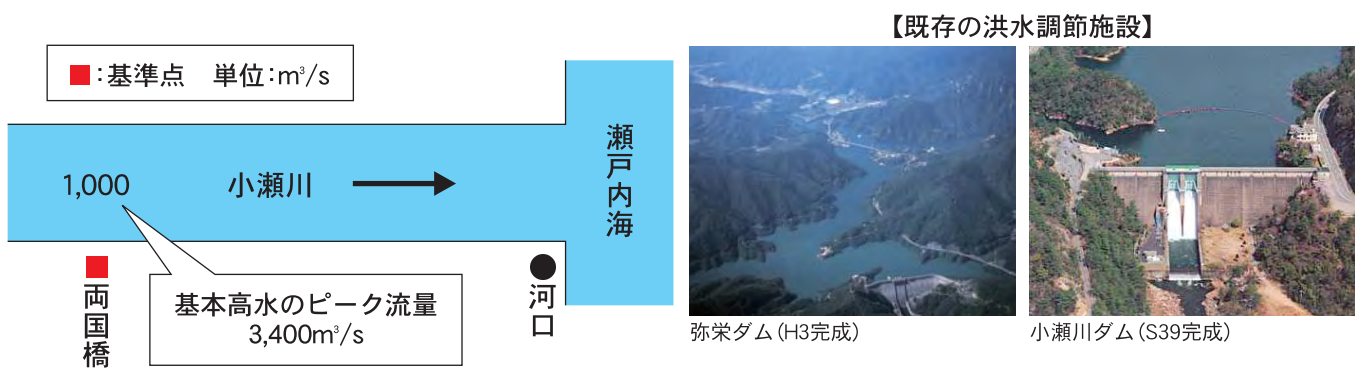 ■:基準点 単位:m³/s
1,000
小瀬川
瀬戸内海
両国橋
基本高水のピーク流量
3,400m³/s
河口
【既存の洪水調節施設】
弥栄ダム(H3完成)
小瀬川ダム(S39完成)